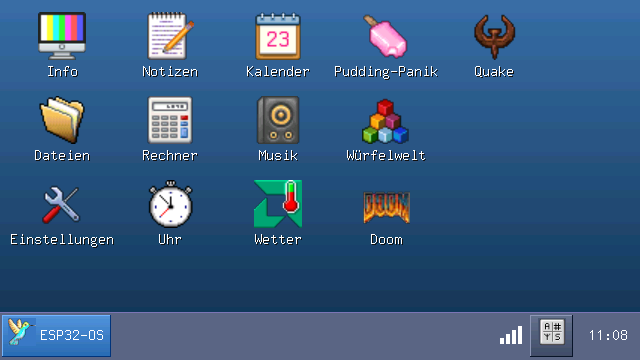 Info
Notizen
23
Kalender
Pudding-Panik
Quake
Dateien
Rechner
Musik
Würfelwelt
Einstellungen
Uhr
Wetter
DOOM
Doom
ESP32-OS
A #
Y S
11:08